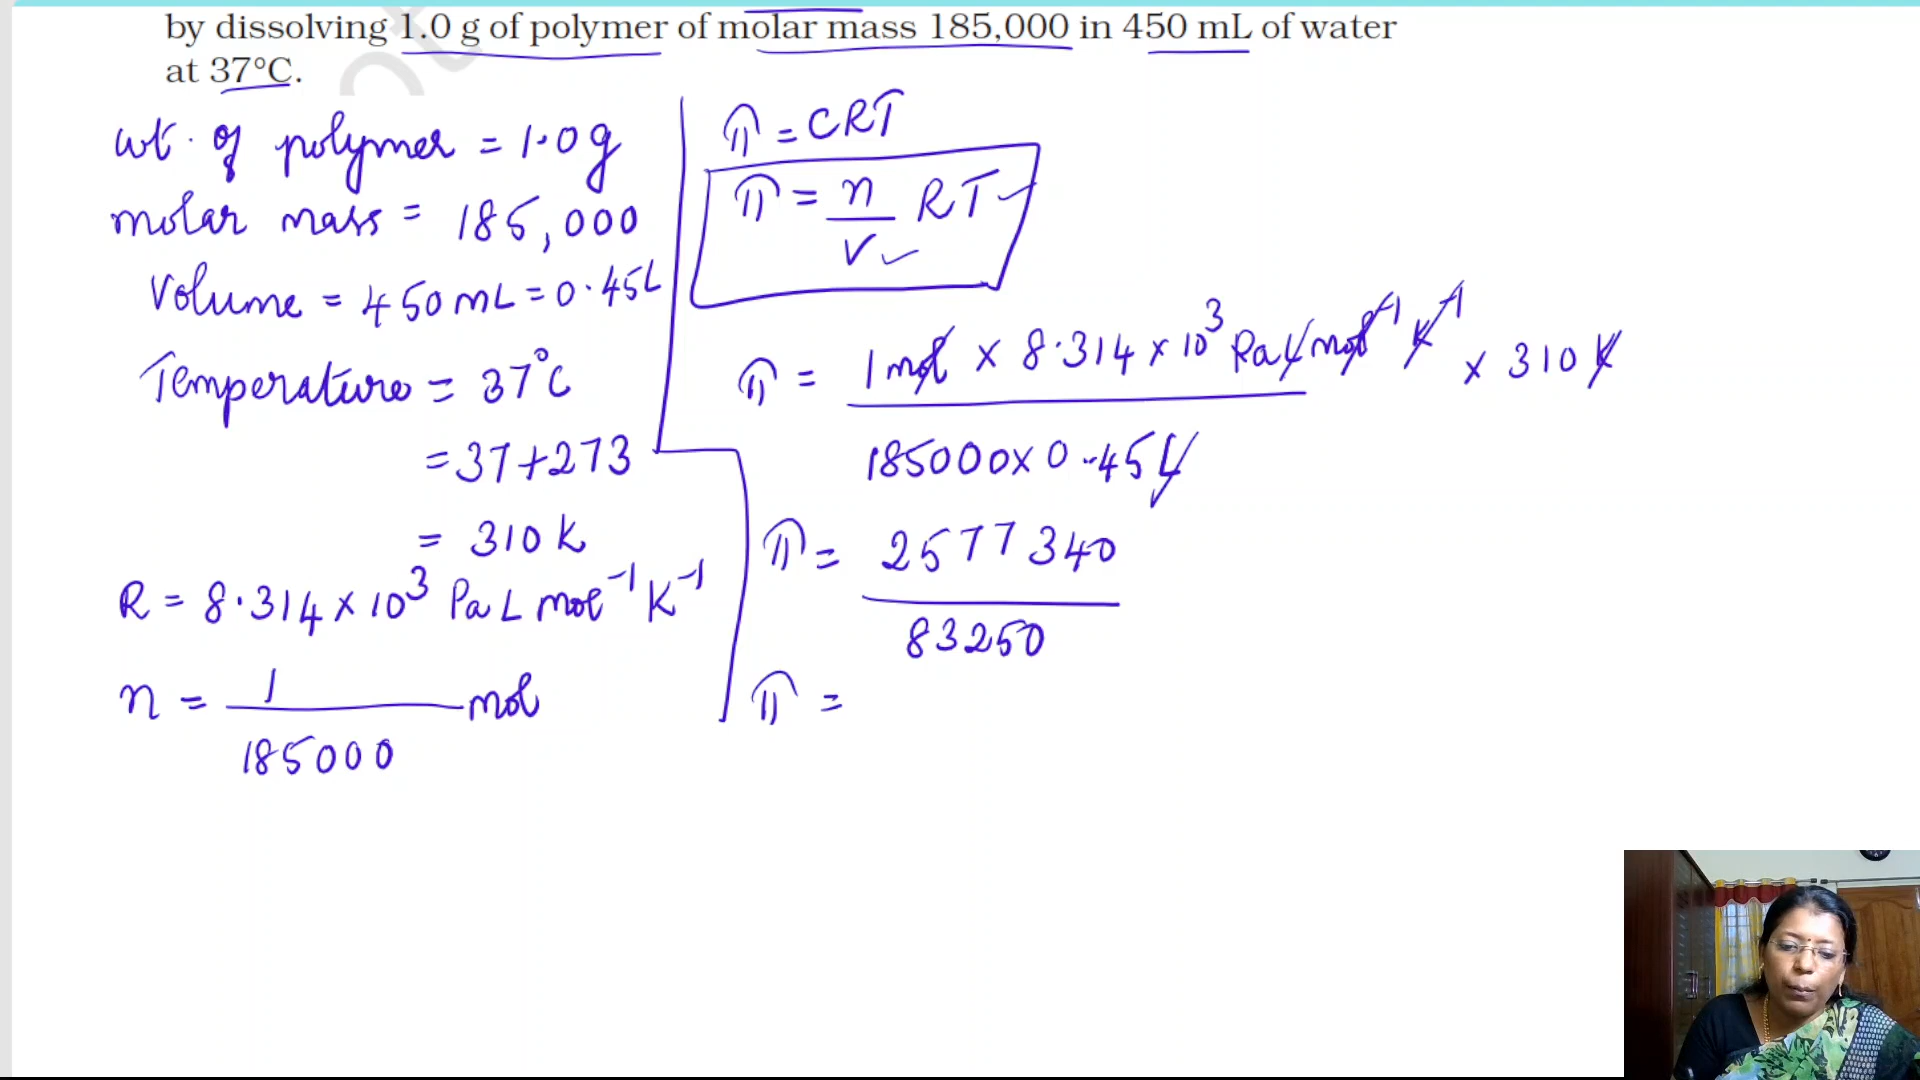 by dissolving 1.0 g of polymer of molar mass 185,000 in 450 mL of water
at 37°C.
wt. of polymer = 1.0 g
molar mass = 185,000
Volume = 450 mL = 0.45L
Temperature = 37°C
= 37+273
= 310 K
R = 8.314 × 10³ Pa L mol⁻¹ K⁻¹
n = 1 / 185000 mol
π = CRT
π = n / V RT
π = 1 mol × 8.314 × 10³ Pa L mol⁻¹ K⁻¹ × 310 K
185000 × 0.45 L
π = 2577340
83250
π =